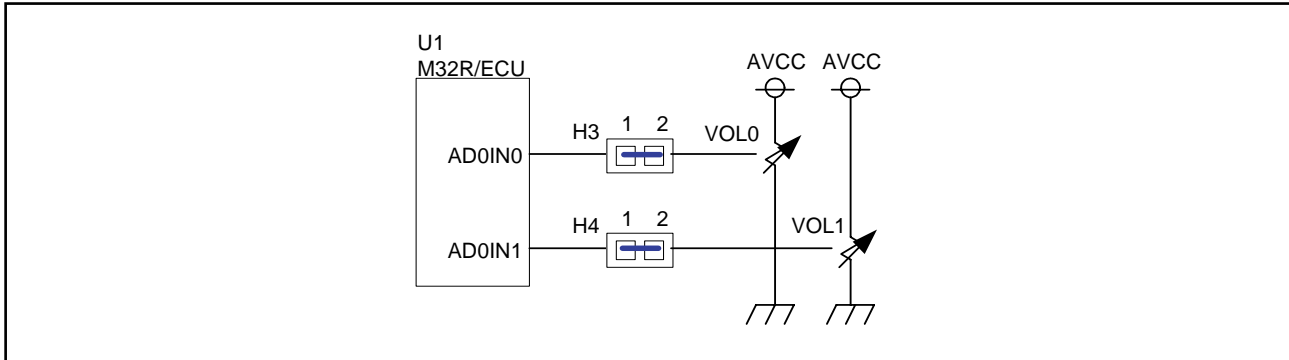 U1
M32R/ECU
AVCC AVCC
H3 1 2 VOL0
AD0IN0
H4 1 2 VOL1
AD0IN1